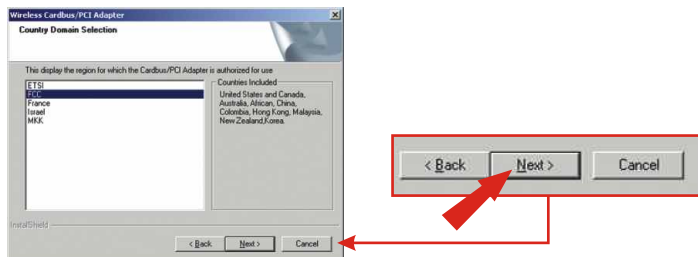 Wireless Cardbus/PCI Adapter
Country Domain Selection
This display the region for which the Cardbus/PCI Adapter is authorized for use
ETSI
FCC
France
Israel
MKK
Countries Included
United States and Canada,
Australia, African, China,
Colombia, Hong Kong, Malaysia,
New Zealand,Korea
InstallShield
< Back
Next >
Cancel
< Back
Next >
Cancel